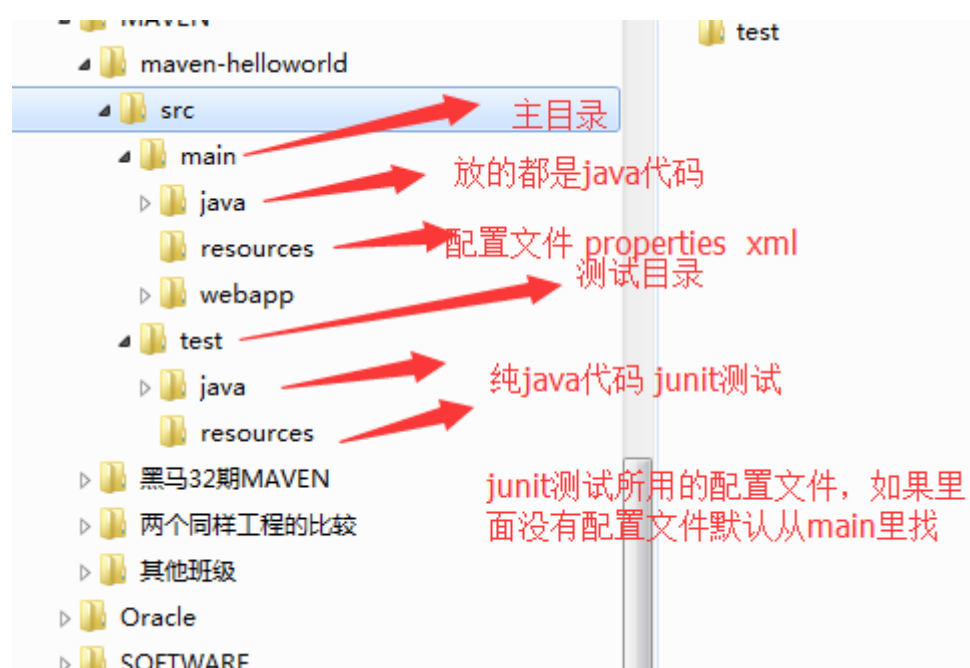 MAVEN
test
maven-helloworld
src
主目录
main
放的都是java代码
java
resources
配置文件 properties xml
测试目录
webapp
test
java
纯java代码 junit测试
resources
黑马32期MAVEN
junit测试所用的配置文件，如果里
面没有配置文件默认从main里找
两个同样工程的比较
其他班级
Oracle
SOFTWARE